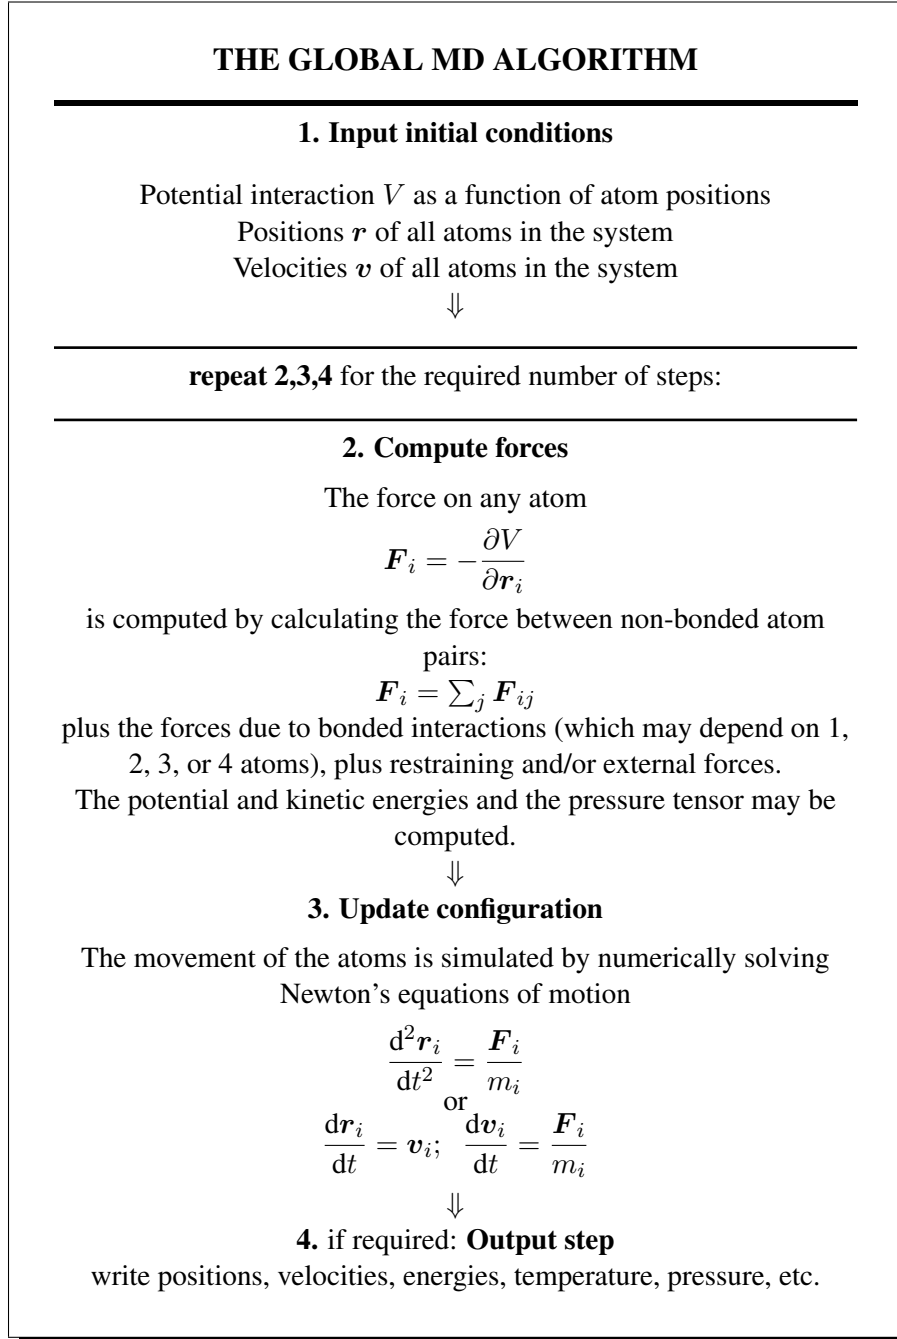 THE GLOBAL MD ALGORITHM
1. Input initial conditions
Potential interaction V as a function of atom positions
Positions r of all atoms in the system
Velocities v of all atoms in the system
⇓
repeat 2,3,4 for the required number of steps:
2. Compute forces
The force on any atom
F_i = −∂V/∂r_i
is computed by calculating the force between non-bonded atom
pairs:
F_i = ∑_j F_ij
plus the forces due to bonded interactions (which may depend on 1,
2, 3, or 4 atoms), plus restraining and/or external forces.
The potential and kinetic energies and the pressure tensor may be
computed.
⇓
3. Update configuration
The movement of the atoms is simulated by numerically solving
Newton’s equations of motion
d²r_i/dt² = F_i/m_i
or
dr_i/dt = v_i; dv_i/dt = F_i/m_i
⇓
4. if required: Output step
write positions, velocities, energies, temperature, pressure, etc.